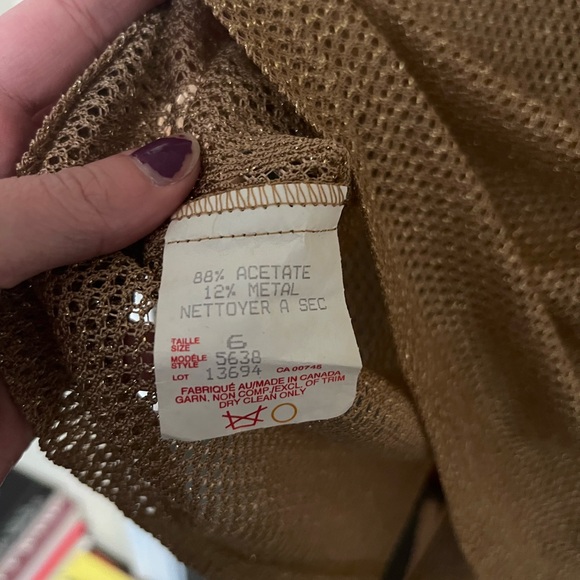 88% ACETATE
12% METAL
NETTOYER A SEC
TAILLE
SIZE 6
MODÈLE
STYLE 5638
LOT 13694 CA 00745
FABRIQUÉ AU/MADE IN CANADA
GARN. NON COMP./EXCL. OF TRIM
DRY CLEAN ONLY